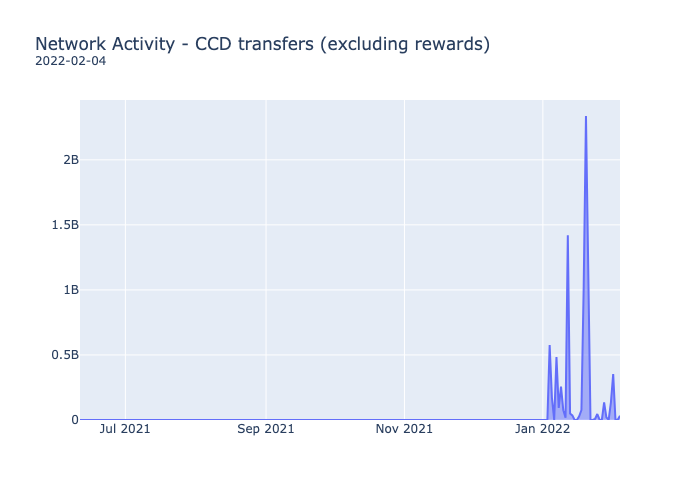 Network Activity - CCD transfers (excluding rewards)
2022-02-04
2B
1.5B
1B
0.5B
0
Jul 2021 Sep 2021 Nov 2021 Jan 2022